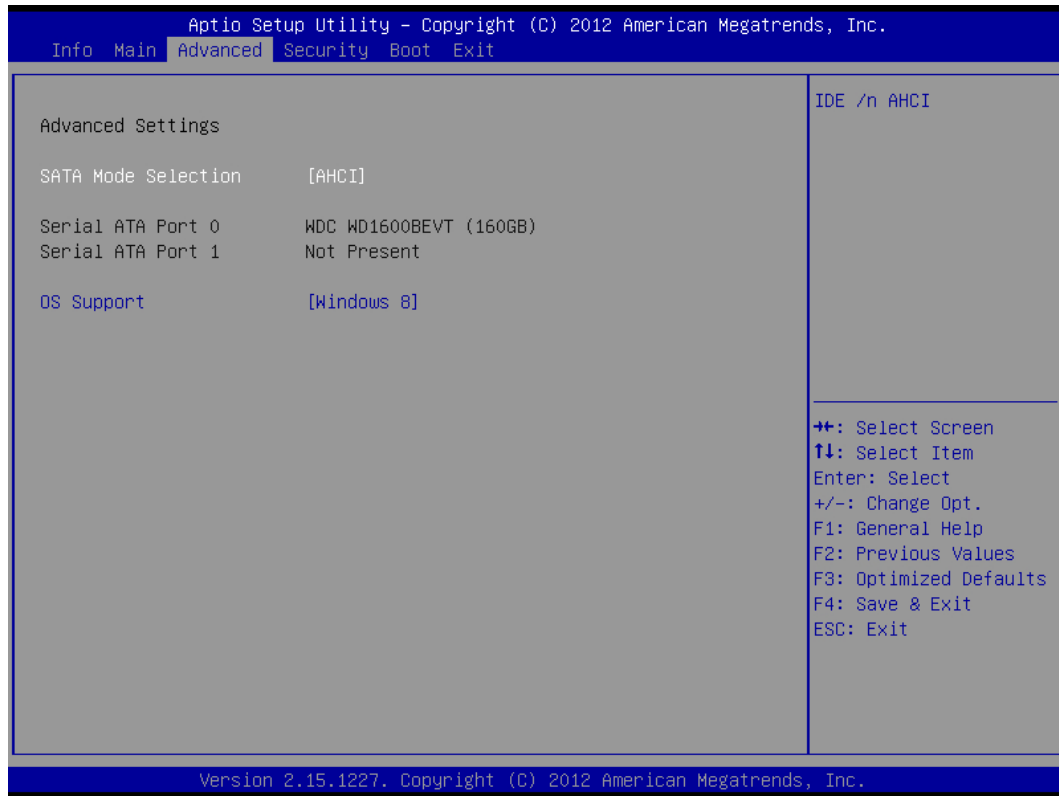 Aptio Setup Utility – Copyright (C) 2012 American Megatrends, Inc.
Info Main Advanced Security Boot Exit
Advanced Settings
SATA Mode Selection [AHCI]
Serial ATA Port 0 WDC WD1600BEVT (160GB)
Serial ATA Port 1 Not Present
OS Support [Windows 8]
IDE /n AHCI
→←: Select Screen
↑↓: Select Item
Enter: Select
+/-: Change Opt.
F1: General Help
F2: Previous Values
F3: Optimized Defaults
F4: Save & Exit
ESC: Exit
Version 2.15.1227. Copyright (C) 2012 American Megatrends, Inc.